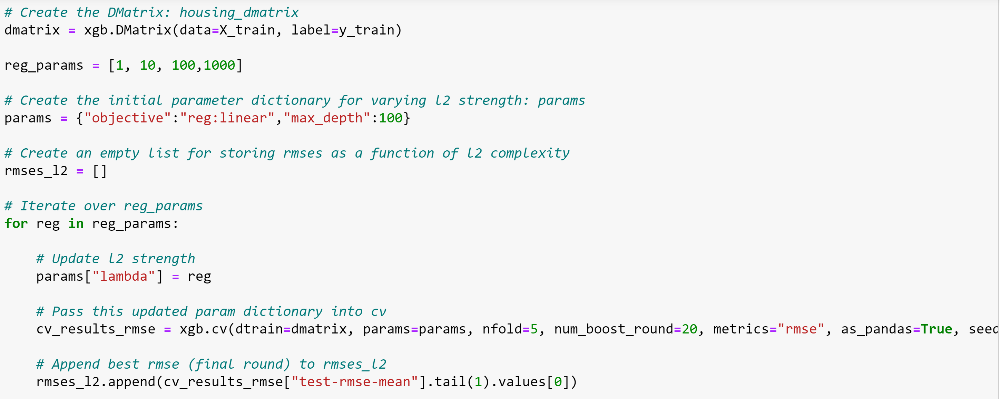 # Create the DMatrix: housing_dmatrix
dmatrix = xgb.DMatrix(data=X_train, label=y_train)
reg_params = [1, 10, 100,1000]
# Create the initial parameter dictionary for varying l2 strength: params
params = {"objective":"reg:linear","max_depth":100}
# Create an empty list for storing rmses as a function of l2 complexity
rmses_l2 = []
# Iterate over reg_params
for reg in reg_params:
    # Update l2 strength
    params["lambda"] = reg
    # Pass this updated param dictionary into cv
    cv_results_rmse = xgb.cv(dtrain=dmatrix, params=params, nfold=5, num_boost_round=20, metrics="rmse", as_pandas=True,
    # Append best rmse (final round) to rmses_l2
    rmses_l2.append(cv_results_rmse["test-rmse-mean"].tail(1).values[0])